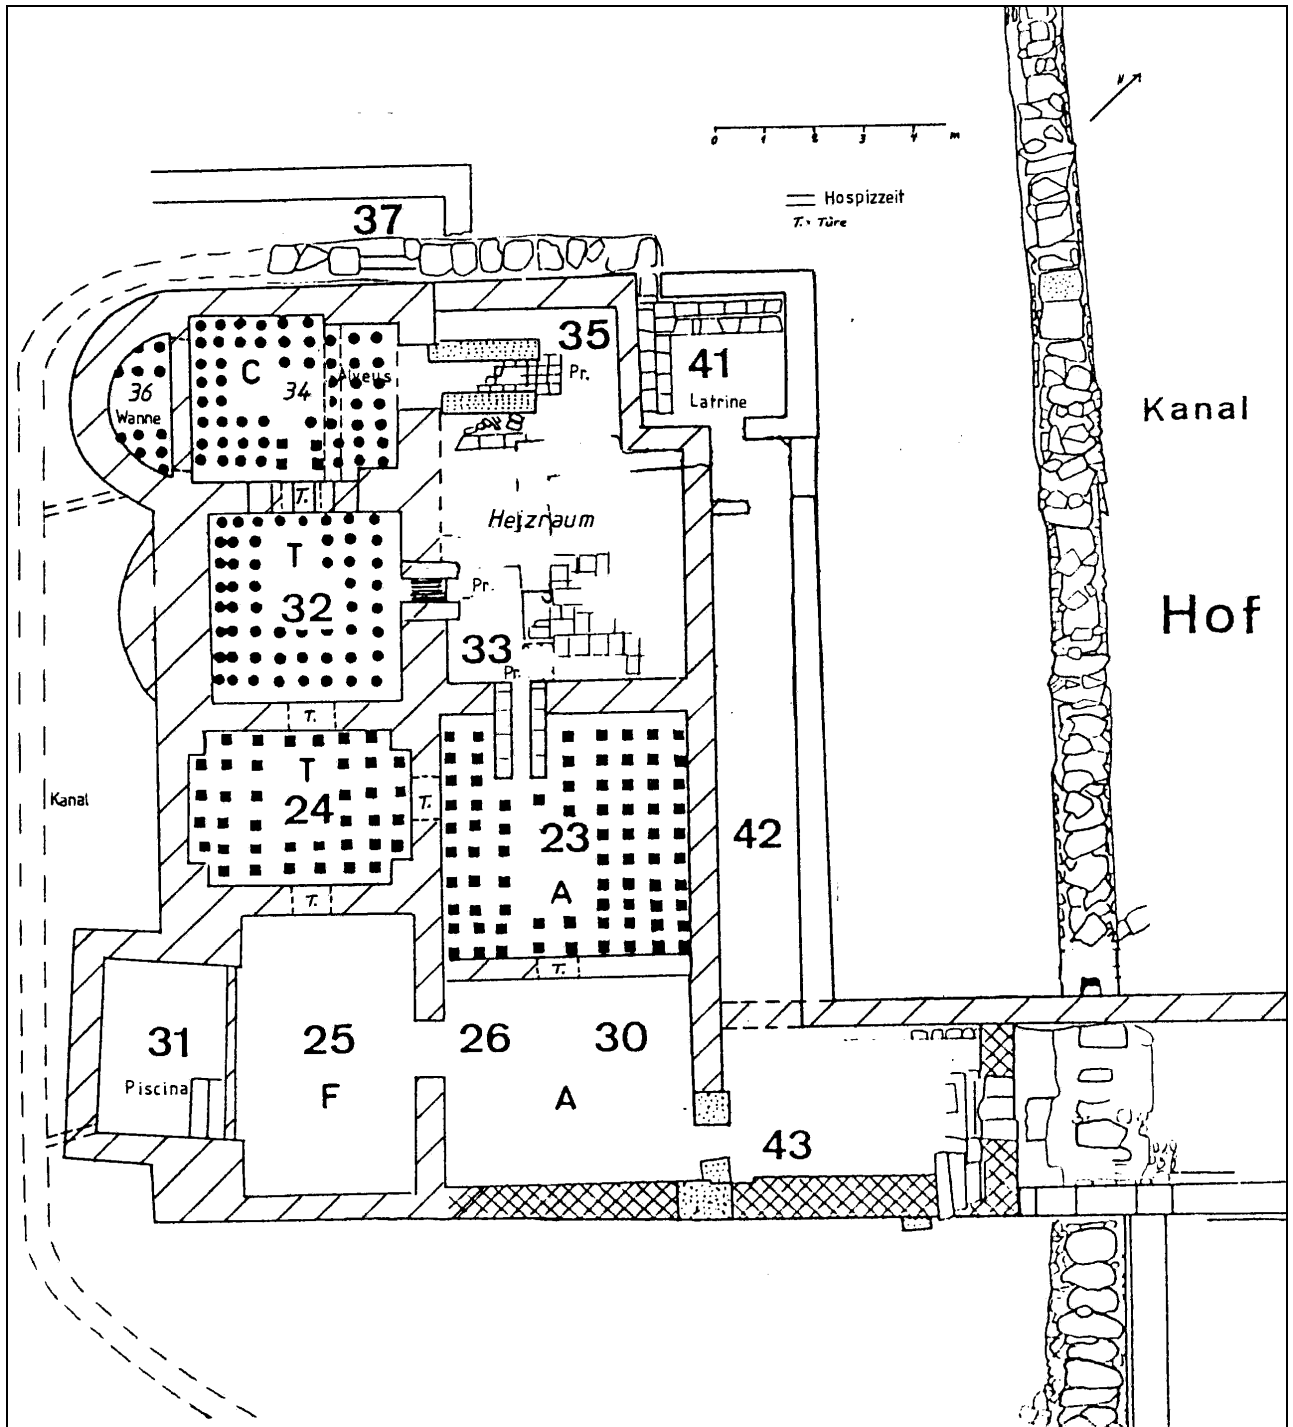 N
0 1 2 3 4 m
Hospizzeit
T. = Türe
37
35
Pr.
41
Latrine
C
34
Alveus
36
Wanne
Kanal
T.
Heizraum
T
32
Pr.
Hof
33
Pr.
T.
T
24
T.
Kanal
23
A
42
T.
T.
31
Piscina
25
F
26
30
A
43